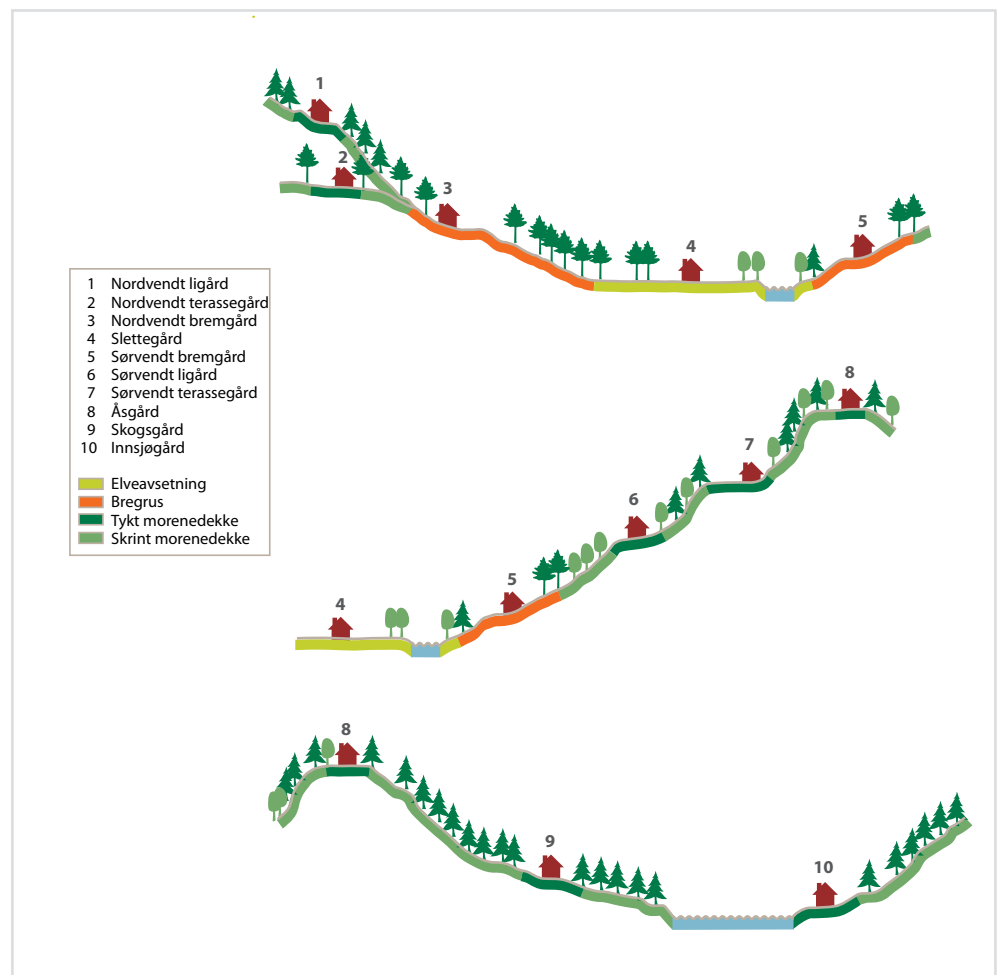 1
2
3
4
5
1 Nordvendt ligård
2 Nordvendt terassegård
3 Nordvendt bremgård
4 Slettegård
5 Sørvendt bremgård
6 Sørvendt ligård
7 Sørvendt terassegård
8 Åsgård
9 Skogsgård
10 Innsjøgård
Elveavsetning
Bregrus
Tykt morenedekke
Skrint morenedekke
8
7
6
5
4
8
9
10